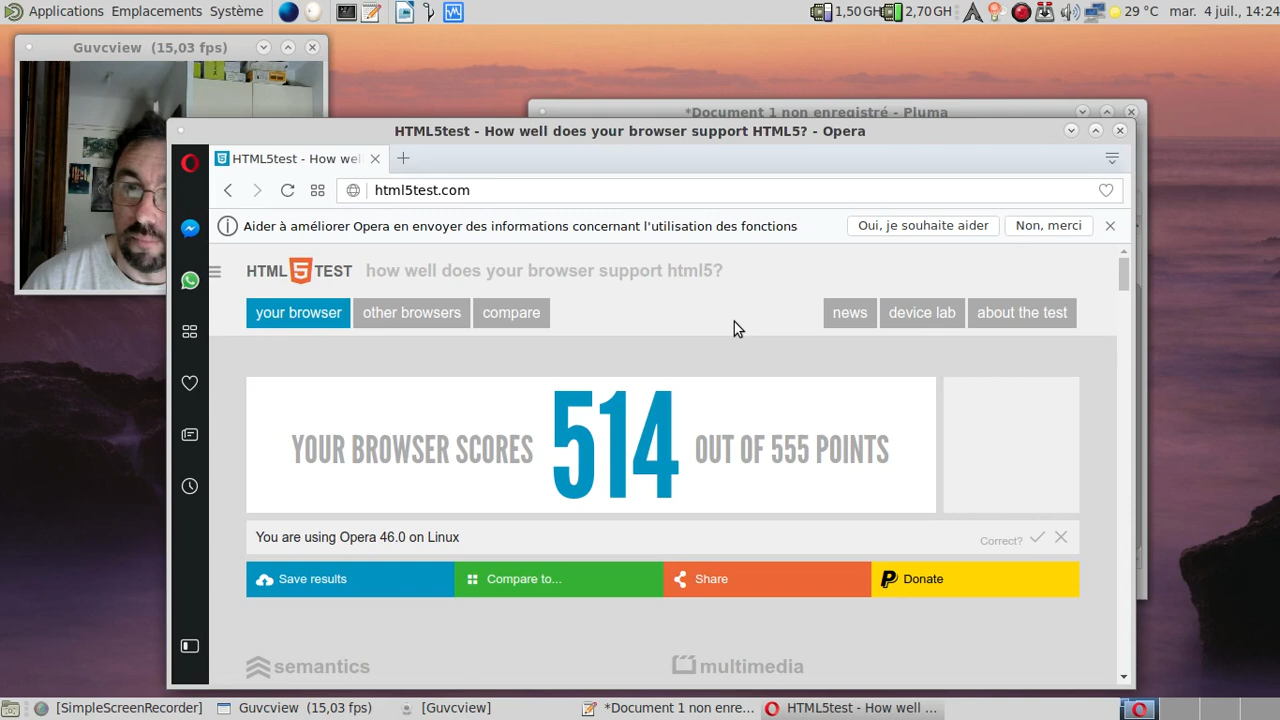 Applications Emplacements Système 1,50 GH 2,70 GH 29 °C mar. 4 juil., 14:24
Guvcview (15,03 fps)
*Document 1 non enregistré - Pluma
HTML5test - How well does your browser support HTML5? - Opera
HTML5test - How wel
html5test.com
Aider à améliorer Opera en envoyer des informations concernant l'utilisation des fonctions Oui, je souhaite aider Non, merci
HTML 5 TEST how well does your browser support html5?
your browser other browsers compare news device lab about the test
YOUR BROWSER SCORES 514 OUT OF 555 POINTS
You are using Opera 46.0 on Linux Correct?
Save results Compare to... Share Donate
semantics multimedia
[SimpleScreenRecorder] Guvcview (15,03 fps) [Guvcview] *Document 1 non enre... HTML5test - How well ...